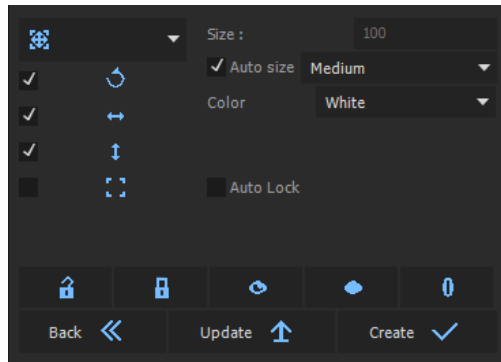 Size : 100
Auto size Medium
Color White
Auto Lock
Back Update Create